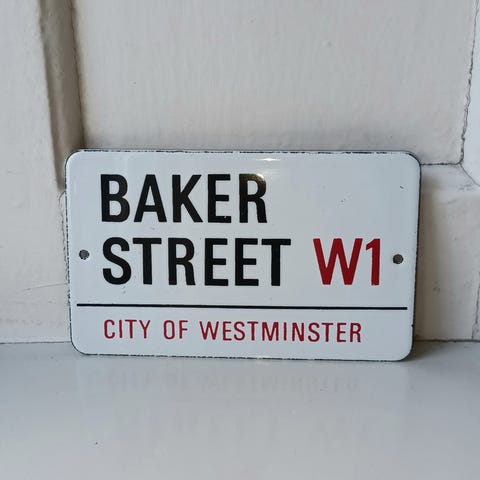 BAKER
STREET W1
CITY OF WESTMINSTER